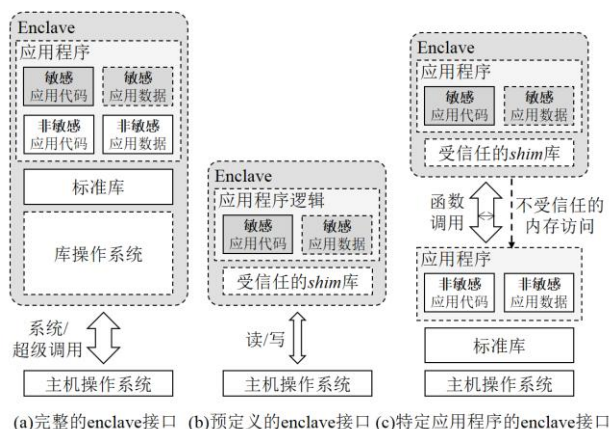 Enclave
应用程序
敏感
应用代码
敏感
应用数据
非敏感
应用代码
非敏感
应用数据
标准库
库操作系统
系统/
超级调用
主机操作系统
(a)完整的enclave接口
Enclave
应用程序逻辑
敏感
应用代码
敏感
应用数据
受信任的shim库
读/写
主机操作系统
(b)预定义的enclave接口
Enclave
应用程序
敏感
应用代码
敏感
应用数据
受信任的shim库
函数
调用
不受信任的
内存访问
应用程序
非敏感
应用代码
非敏感
应用数据
标准库
主机操作系统
(c)特定应用程序的enclave接口